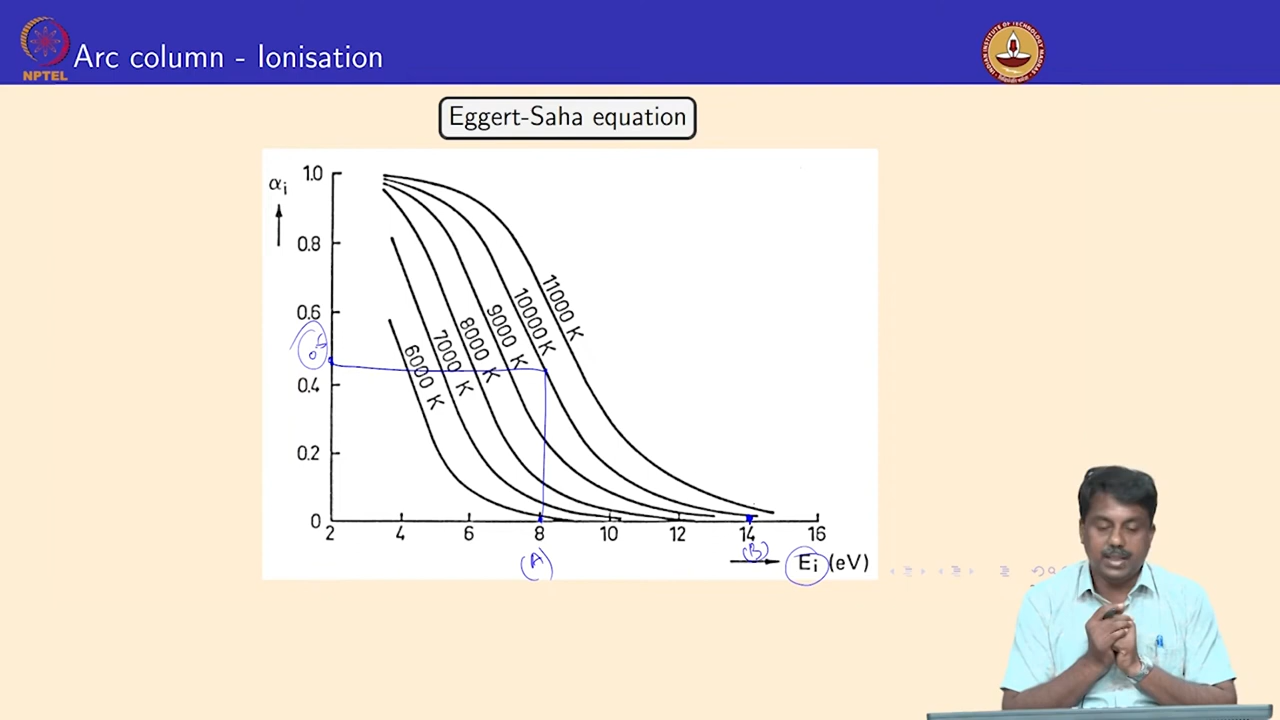 NPTEL
Arc column - Ionisation
Eggert-Saha equation
αi
1.0
0.8
0.6
0.4
0.2
0
6000 K
7000 K
8000 K
9000 K
10000 K
11000 K
2 4 6 8 10 12 14 16
(A)
(B)
Ei (eV)